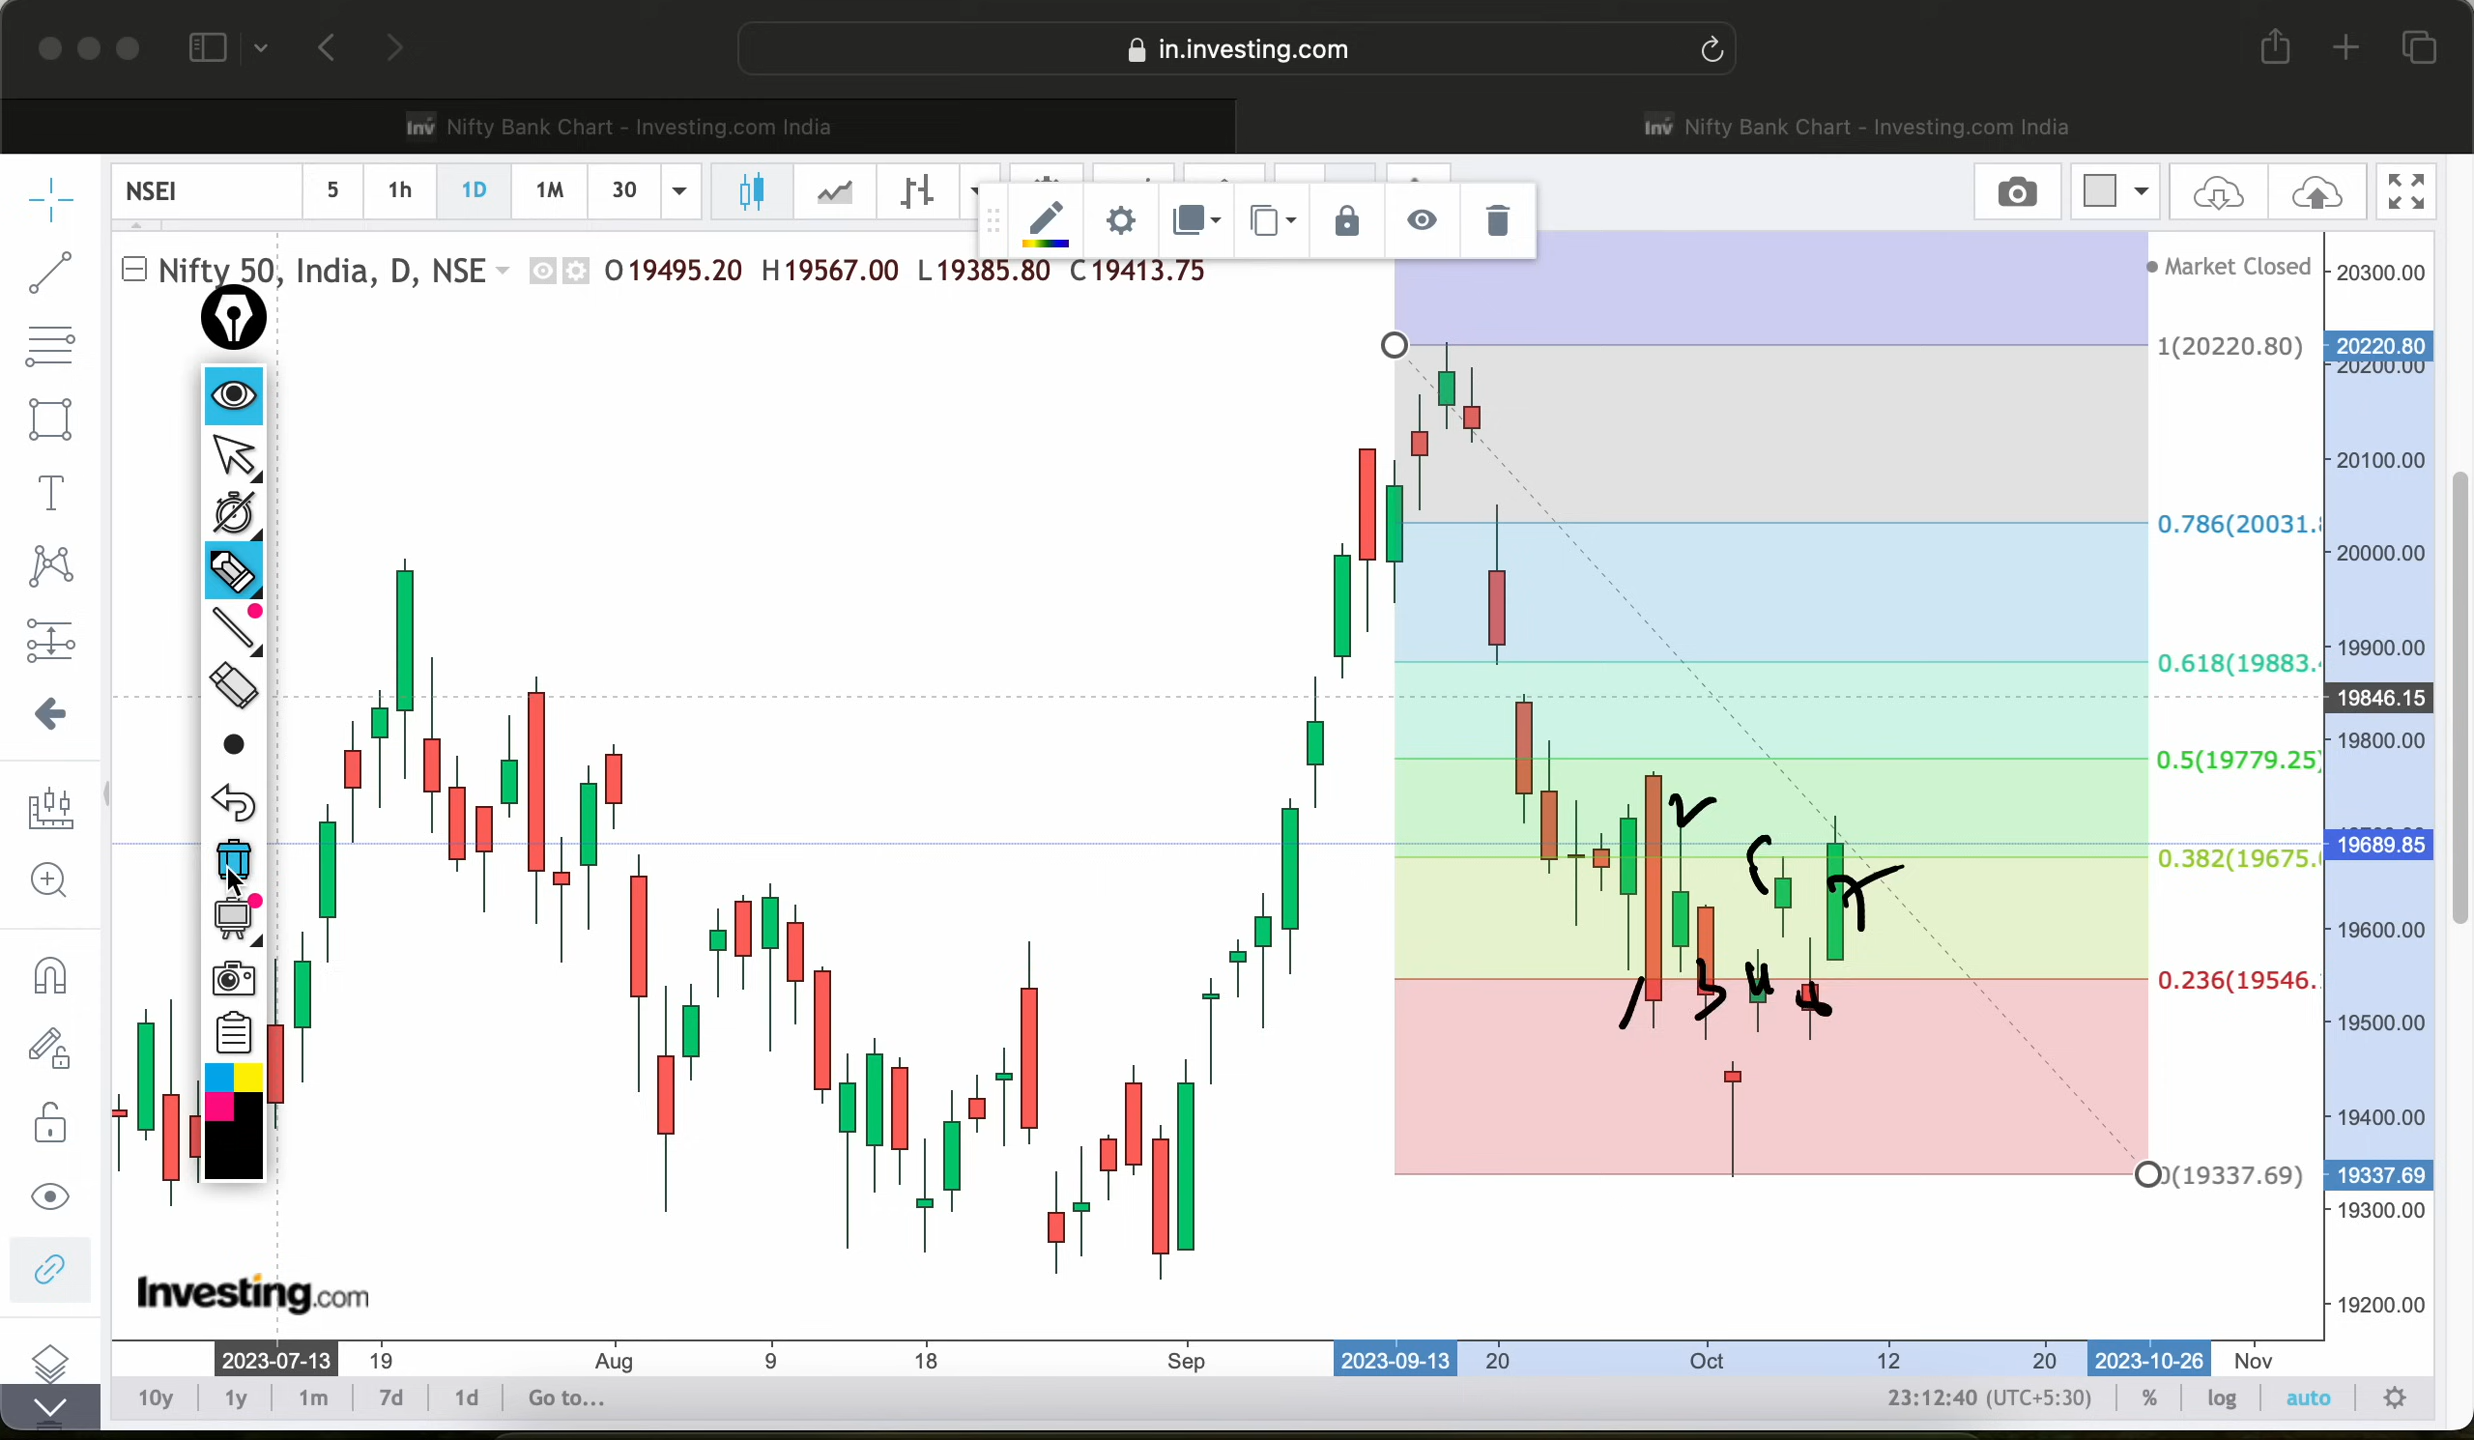 in.investing.com
Inv Nifty Bank Chart - Investing.com India
Inv Nifty Bank Chart - Investing.com India
NSEI 5 1h 1D 1M 30
Nifty 50, India, D, NSE O 19495.20 H 19567.00 L 19385.80 C 19413.75
Market Closed
20300.00
1(20220.80) 20220.80
20200.00
20100.00
0.786(20031.
20000.00
0.618(19883.
19900.00
19846.15
19800.00
0.5(19779.25)
19689.85
0.382(19675.
19600.00
0.236(19546.
19500.00
19400.00
0(19337.69) 19337.69
19300.00
19200.00
Investing.com
2023-07-13 19 Aug 9 18 Sep 2023-09-13 20 Oct 12 20 2023-10-26 Nov
10y 1y 1m 7d 1d Go to... 23:12:40 (UTC+5:30) % log auto